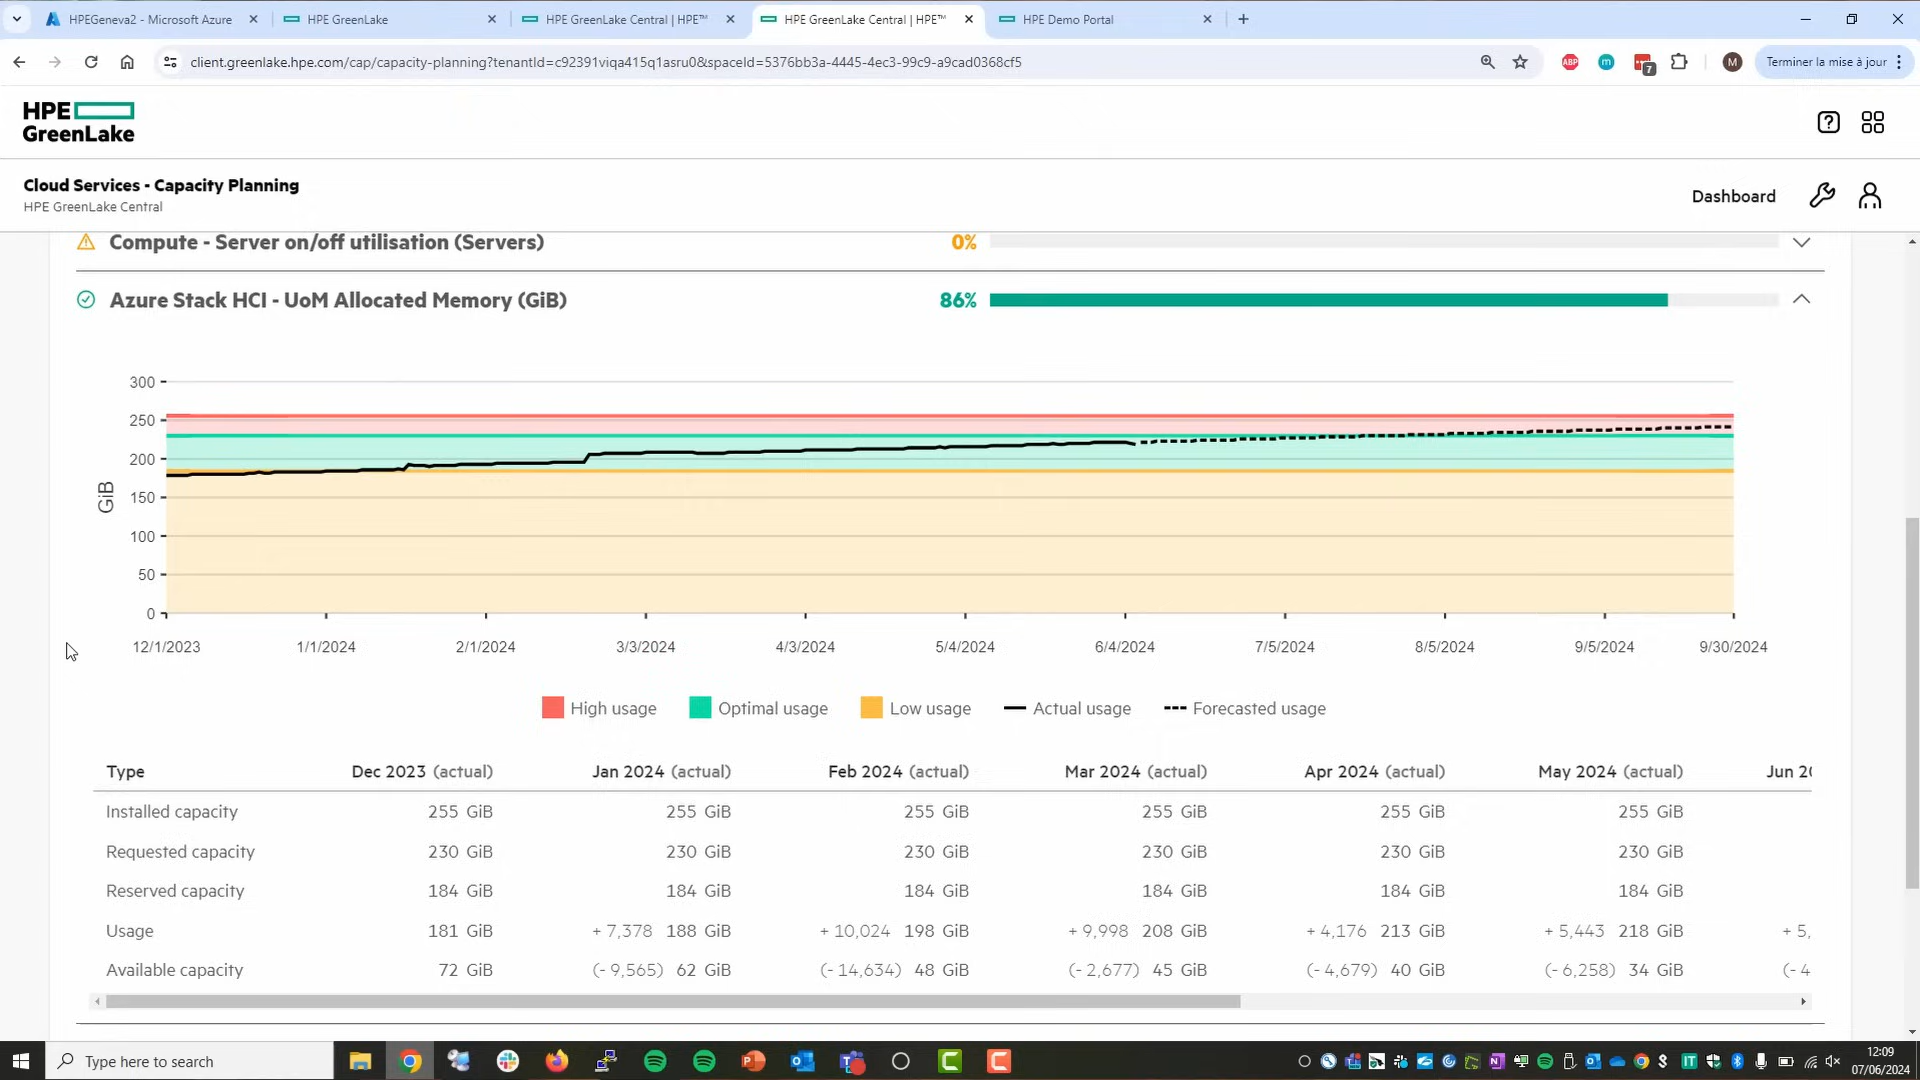 HPEGeneva2 - Microsoft Azure
HPE GreenLake
HPE GreenLake Central | HPE™
HPE GreenLake Central | HPE™
HPE Demo Portal
client.greenlake.hpe.com/cap/capacity-planning?tenantId=c92391viqa415q1asru0&spaceId=5376bb3a-4445-4ec3-99c9-a9cad0368cf5
ABP
m
7
M
Terminer la mise à jour
HPE
GreenLake
Cloud Services - Capacity Planning
HPE GreenLake Central
Dashboard
Compute - Server on/off utilisation (Servers) 0%
Azure Stack HCI - UoM Allocated Memory (GiB) 86%
300
250
200
150
100
50
0
GiB
12/1/2023 1/1/2024 2/1/2024 3/3/2024 4/3/2024 5/4/2024 6/4/2024 7/5/2024 8/5/2024 9/5/2024 9/30/2024
High usage Optimal usage Low usage Actual usage Forecasted usage
Type Dec 2023 (actual) Jan 2024 (actual) Feb 2024 (actual) Mar 2024 (actual) Apr 2024 (actual) May 2024 (actual) Jun 20
Installed capacity 255 GiB 255 GiB 255 GiB 255 GiB 255 GiB 255 GiB
Requested capacity 230 GiB 230 GiB 230 GiB 230 GiB 230 GiB 230 GiB
Reserved capacity 184 GiB 184 GiB 184 GiB 184 GiB 184 GiB 184 GiB
Usage 181 GiB + 7,378 188 GiB + 10,024 198 GiB + 9,998 208 GiB + 4,176 213 GiB + 5,443 218 GiB + 5,
Available capacity 72 GiB (- 9,565) 62 GiB (- 14,634) 48 GiB (- 2,677) 45 GiB (- 4,679) 40 GiB (- 6,258) 34 GiB (- 4
Type here to search
12:09
07/06/2024